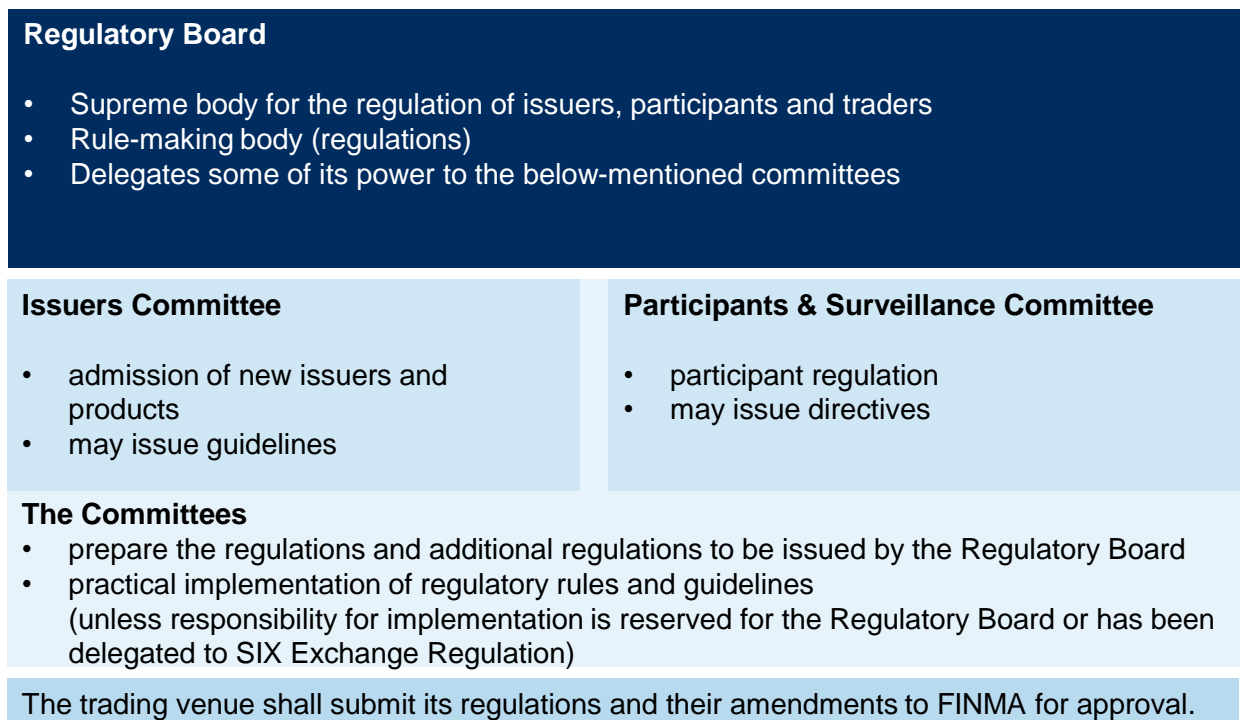 Regulatory Board
• Supreme body for the regulation of issuers, participants and traders
• Rule-making body (regulations)
• Delegates some of its power to the below-mentioned committees
Issuers Committee
• admission of new issuers and
products
• may issue guidelines
Participants & Surveillance Committee
• participant regulation
• may issue directives
The Committees
• prepare the regulations and additional regulations to be issued by the Regulatory Board
• practical implementation of regulatory rules and guidelines
(unless responsibility for implementation is reserved for the Regulatory Board or has been
delegated to SIX Exchange Regulation)
The trading venue shall submit its regulations and their amendments to FINMA for approval.